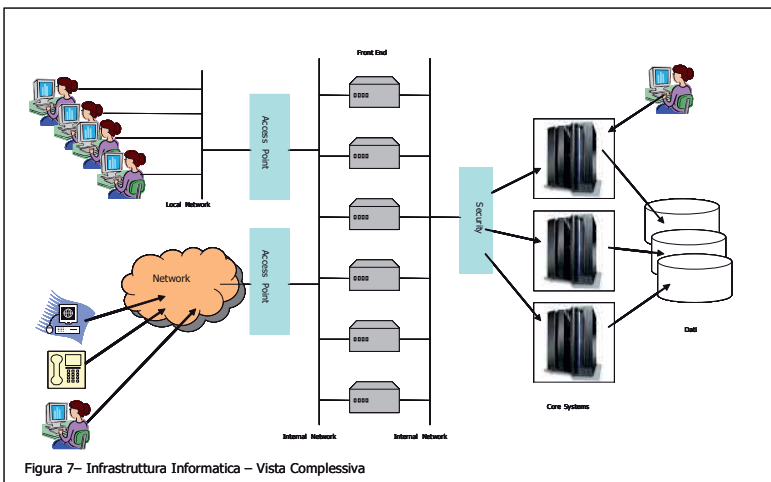 Front End
Access Point
Local Network
Access Point
Network
Security
Dati
Core Systems
Internal Network
Internal Network
Figura 7– Infrastruttura Informatica – Vista Complessiva